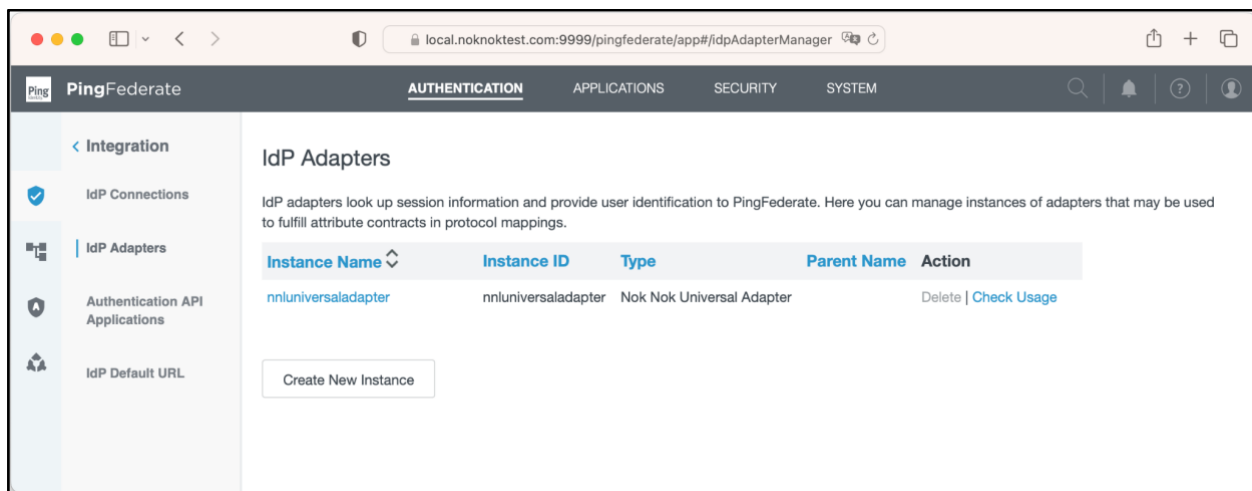 local.noknoktest.com:9999/pingfederate/app#/idpAdapterManager
Ping
PingFederate
AUTHENTICATION
APPLICATIONS
SECURITY
SYSTEM
Integration
IdP Connections
IdP Adapters
Authentication API
Applications
IdP Default URL
IdP Adapters
IdP adapters look up session information and provide user identification to PingFederate. Here you can manage instances of adapters that may be used
to fulfill attribute contracts in protocol mappings.
Instance Name Instance ID Type Parent Name Action
nnluniversaladapter nnluniversaladapter Nok Nok Universal Adapter Delete | Check Usage
Create New Instance